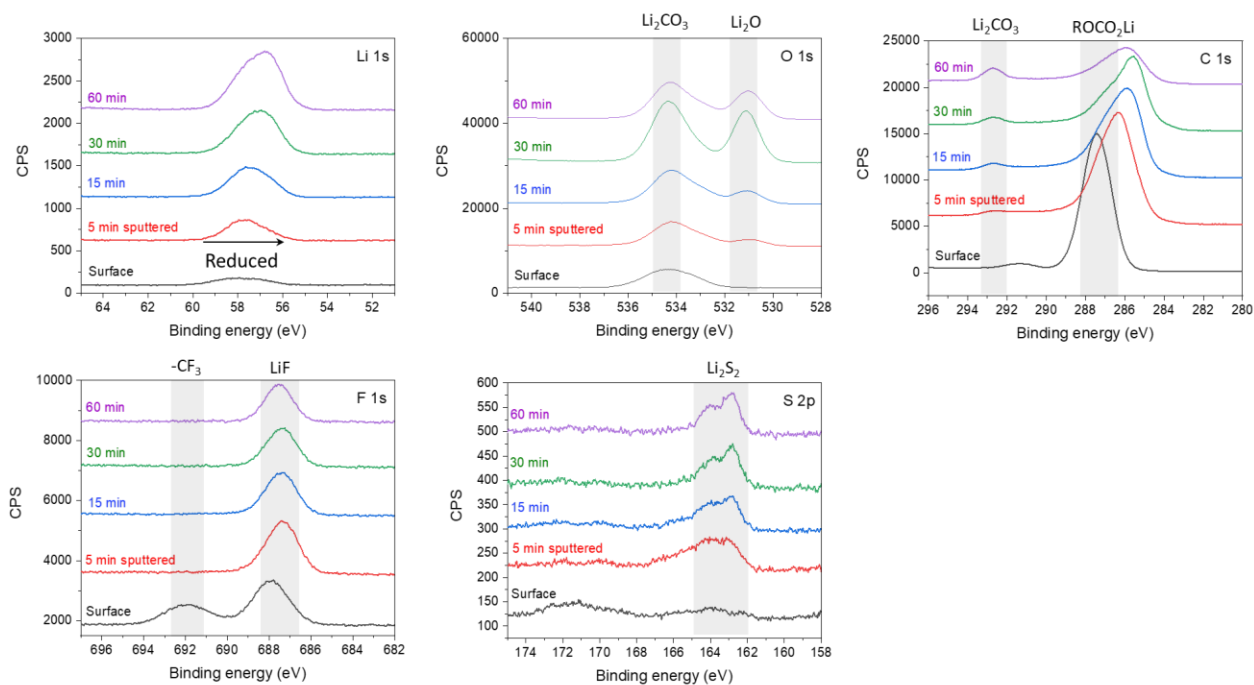 Li 1s
3000
2500
2000
1500
1000
500
0
CPS
60 min
30 min
15 min
5 min sputtered
Reduced
Surface
64 62 60 58 56 54 52
Binding energy (eV)
Li₂CO₃ Li₂O
O 1s
60000
40000
20000
0
CPS
60 min
30 min
15 min
5 min sputtered
Surface
540 538 536 534 532 530 528
Binding energy (eV)
Li₂CO₃ ROCO₂Li
C 1s
25000
20000
15000
10000
5000
0
CPS
60 min
30 min
15 min
5 min sputtered
Surface
296 294 292 290 288 286 284 282 280
Binding energy (eV)
-CF₃ LiF
F 1s
10000
8000
6000
4000
2000
CPS
60 min
30 min
15 min
5 min sputtered
Surface
696 694 692 690 688 686 684 682
Binding energy (eV)
Li₂S₂
S 2p
600
550
500
450
400
350
300
250
200
150
100
CPS
60 min
30 min
15 min
5 min sputtered
Surface
174 172 170 168 166 164 162 160 158
Binding energy (eV)